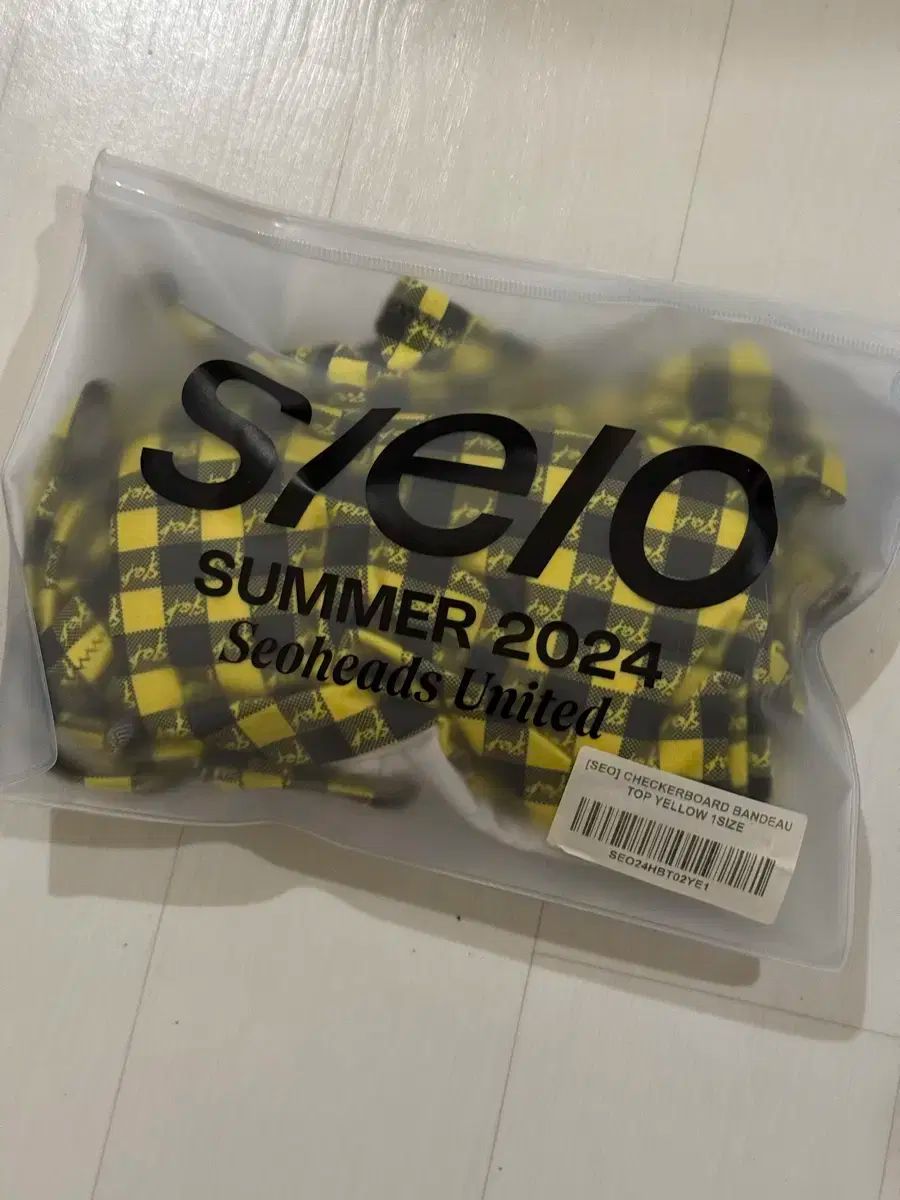 s/e/o
SUMMER 2024
Seoheads United
[SEO] CHECKERBOARD BANDEAU
TOP YELLOW 1SIZE
SEO24HBT02YE1